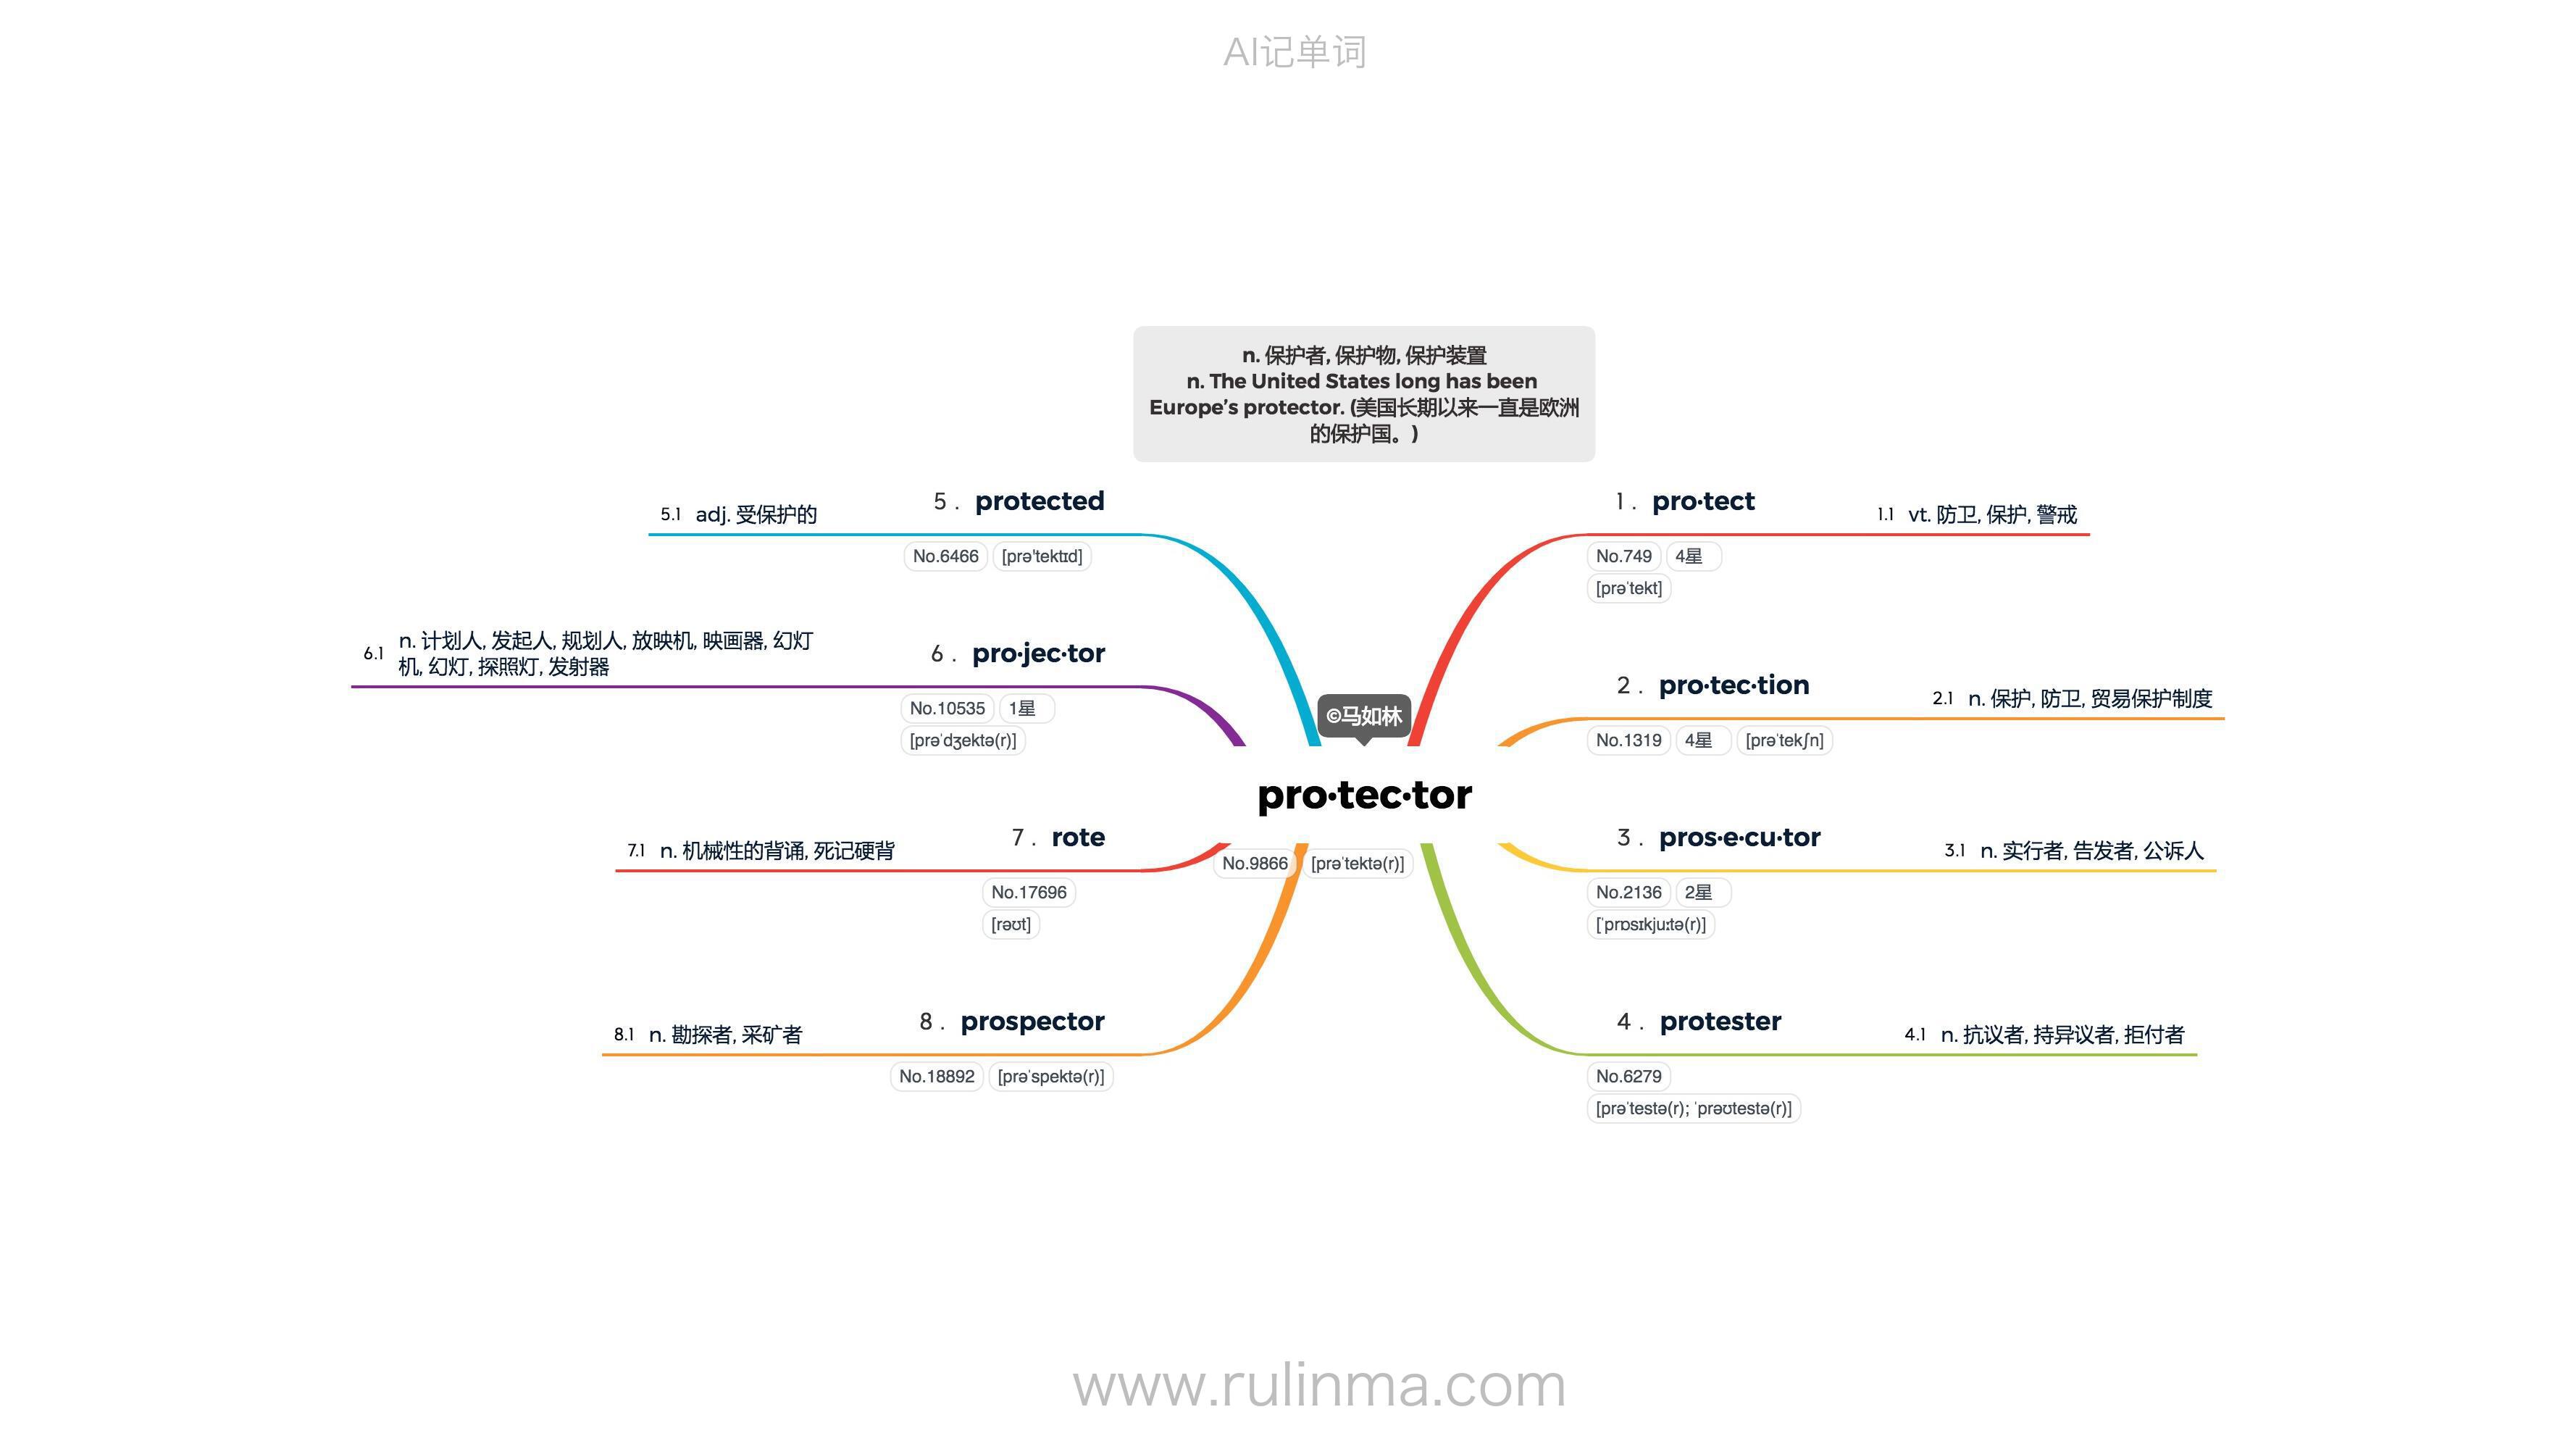 AI记单词
n. 保护者, 保护物, 保护装置
n. The United States long has been
Europe's protector. (美国长期以来一直是欧洲
的保护国。)
©马如林
pro·tec·tor
No.9866 [prəˈtektə(r)]
1 . pro·tect
No.749 4星
[prəˈtekt]
1.1 vt. 防卫, 保护, 警戒
2 . pro·tec·tion
No.1319 4星 [prəˈtekʃn]
2.1 n. 保护, 防卫, 贸易保护制度
3 . pros·e·cu·tor
No.2136 2星
[ˈprɒsɪkjuːtə(r)]
3.1 n. 实行者, 告发者, 公诉人
4 . protester
No.6279
[prəˈtestə(r); ˈprəʊtestə(r)]
4.1 n. 抗议者, 持异议者, 拒付者
5 . protected
No.6466 [prə'tektɪd]
5.1 adj. 受保护的
6 . pro·jec·tor
No.10535 1星
[prəˈdʒektə(r)]
6.1 n. 计划人, 发起人, 规划人, 放映机, 映画器, 幻灯
机, 幻灯, 探照灯, 发射器
7 . rote
No.17696
[rəʊt]
7.1 n. 机械性的背诵, 死记硬背
8 . prospector
No.18892 [prəˈspektə(r)]
8.1 n. 勘探者, 采矿者
www.rulinma.com